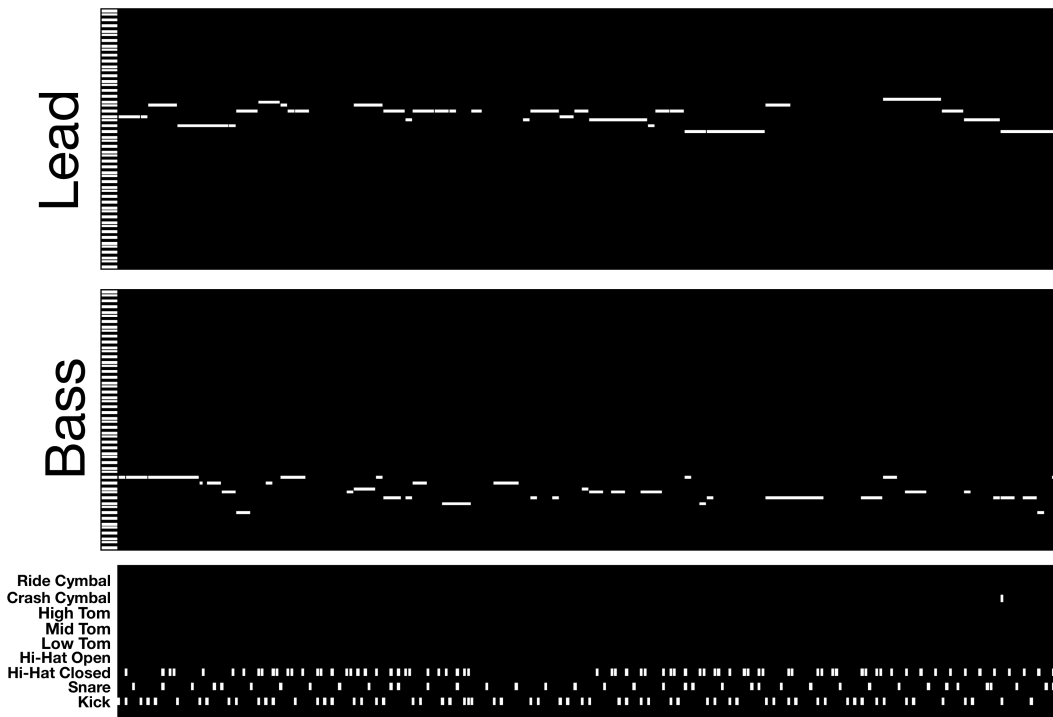 Lead
Bass
Ride Cymbal
Crash Cymbal
High Tom
Mid Tom
Low Tom
Hi-Hat Open
Hi-Hat Closed
Snare
Kick